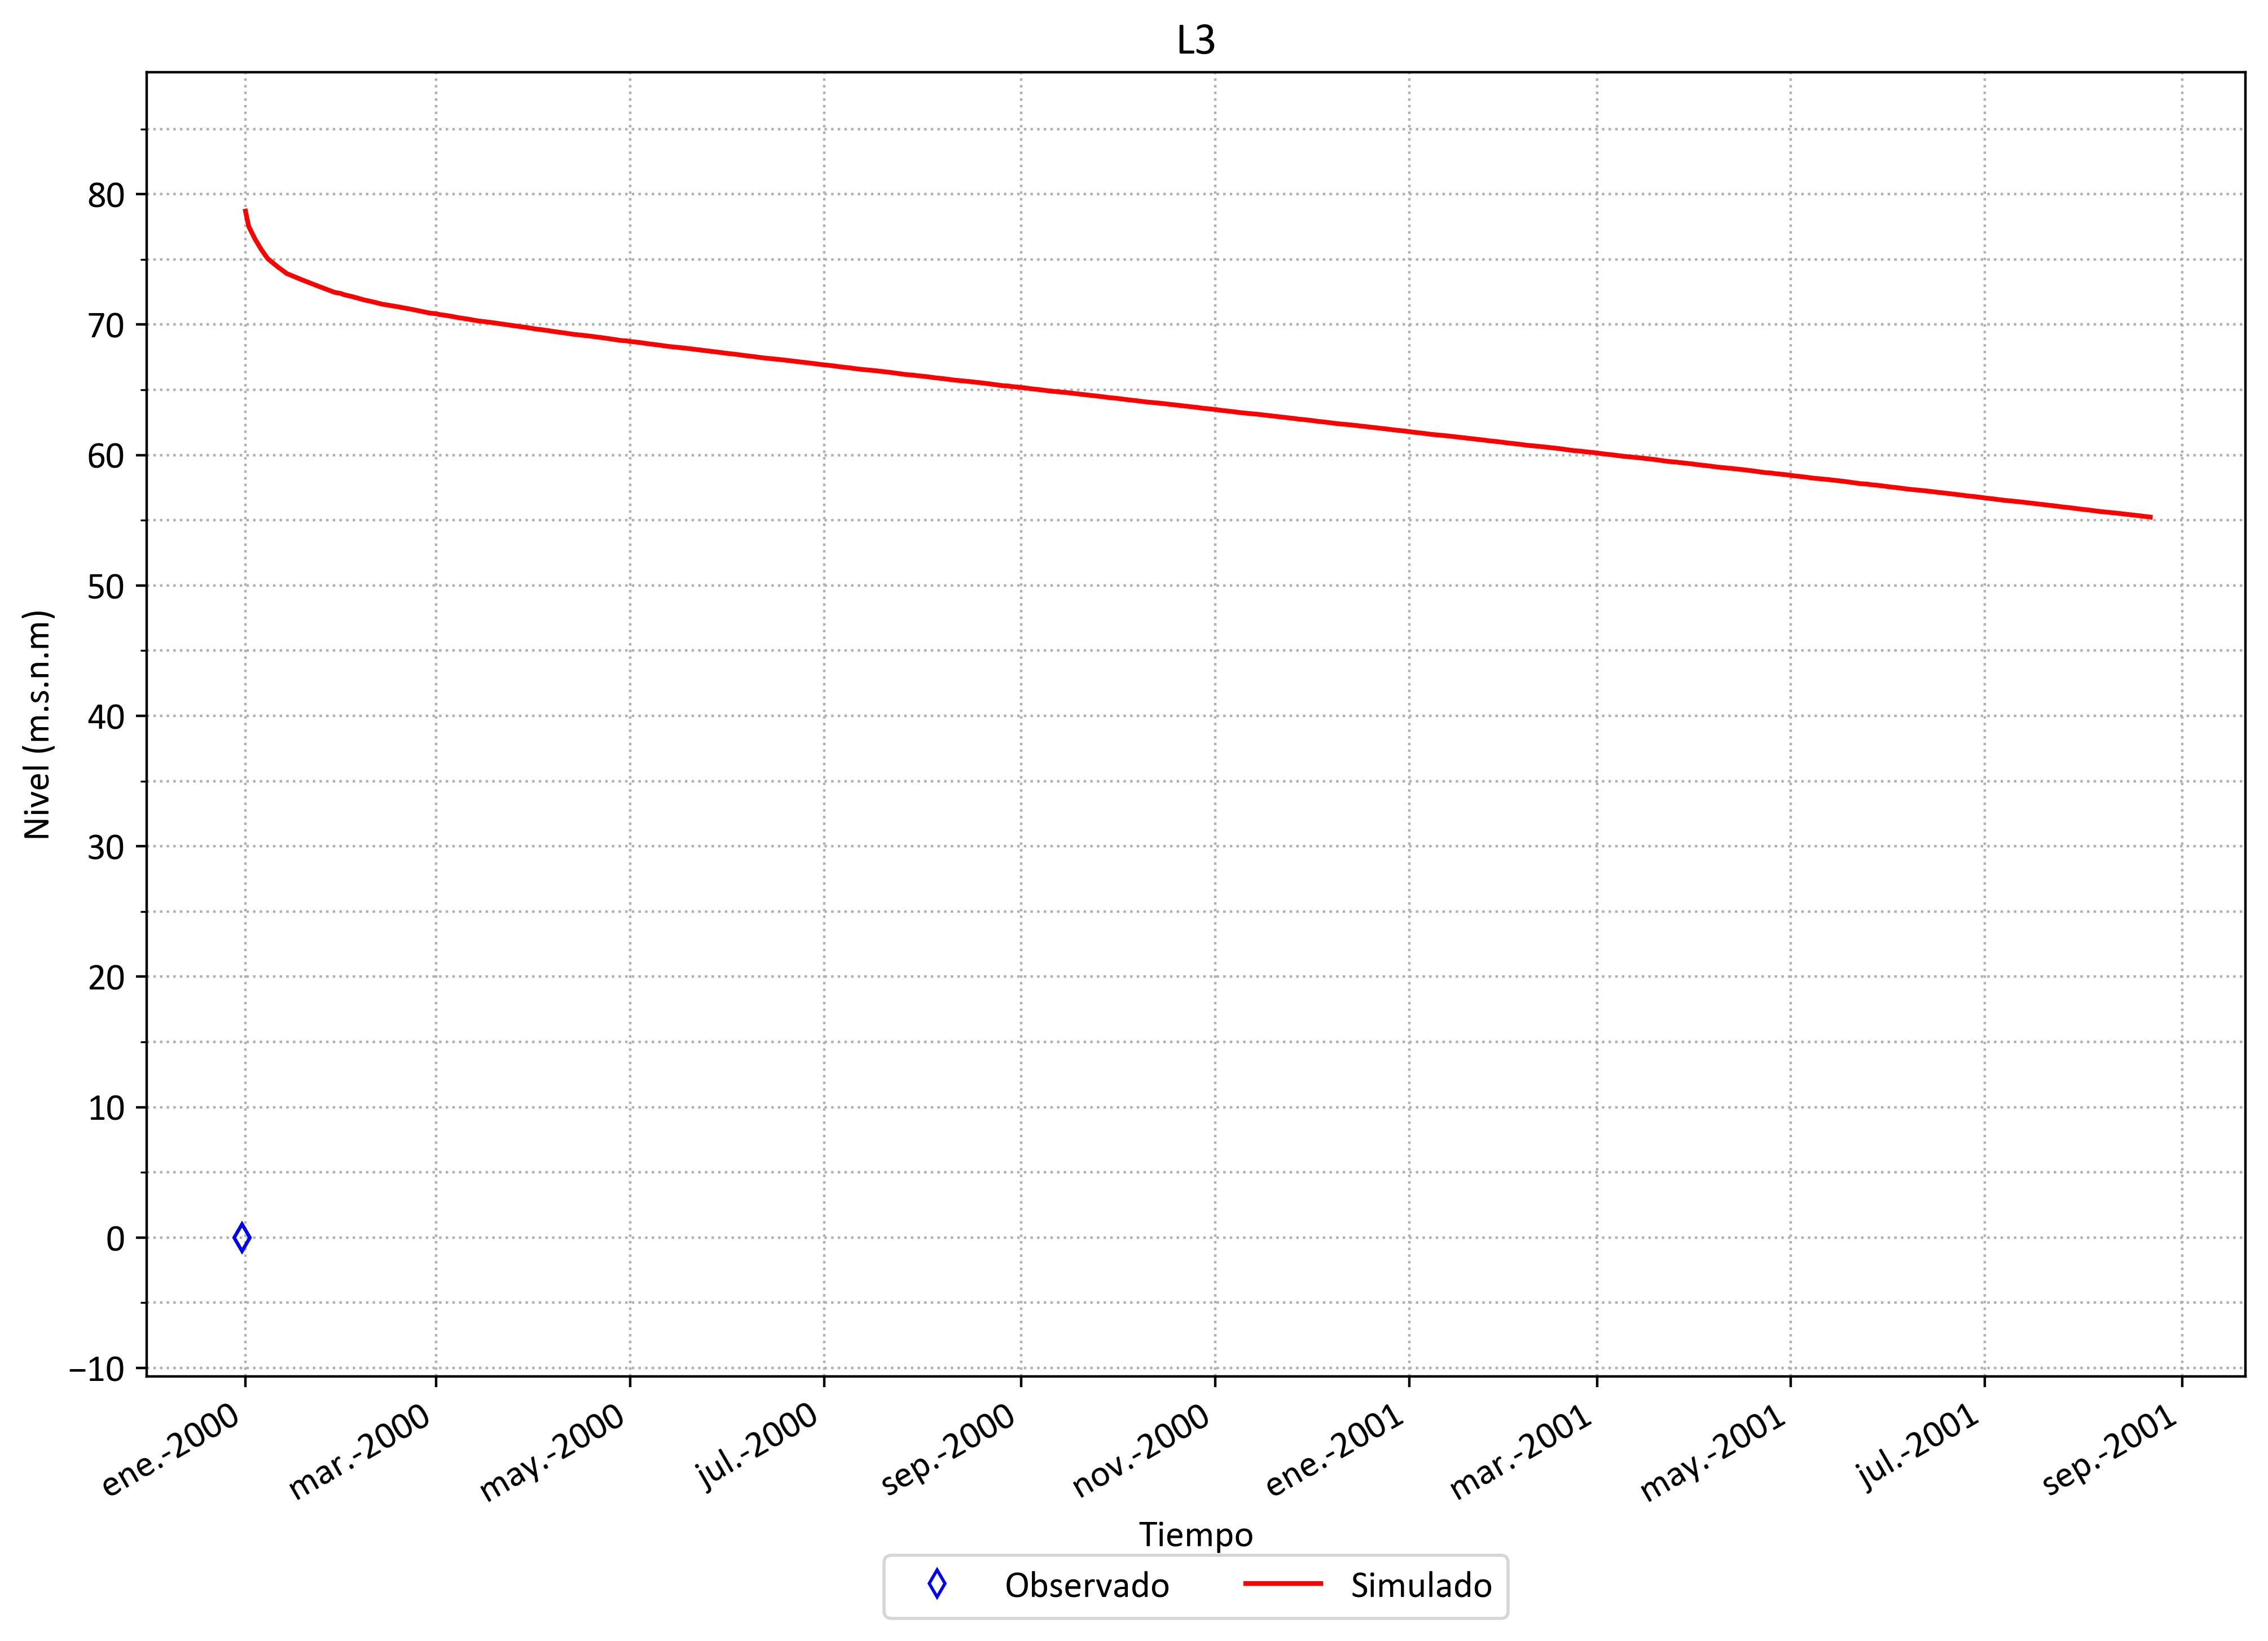 L3
Nivel (m.s.n.m)
80
70
60
50
40
30
20
10
0
−10
ene.-2000
mar.-2000
may.-2000
jul.-2000
sep.-2000
nov.-2000
ene.-2001
mar.-2001
may.-2001
jul.-2001
sep.-2001
Tiempo
Observado
Simulado